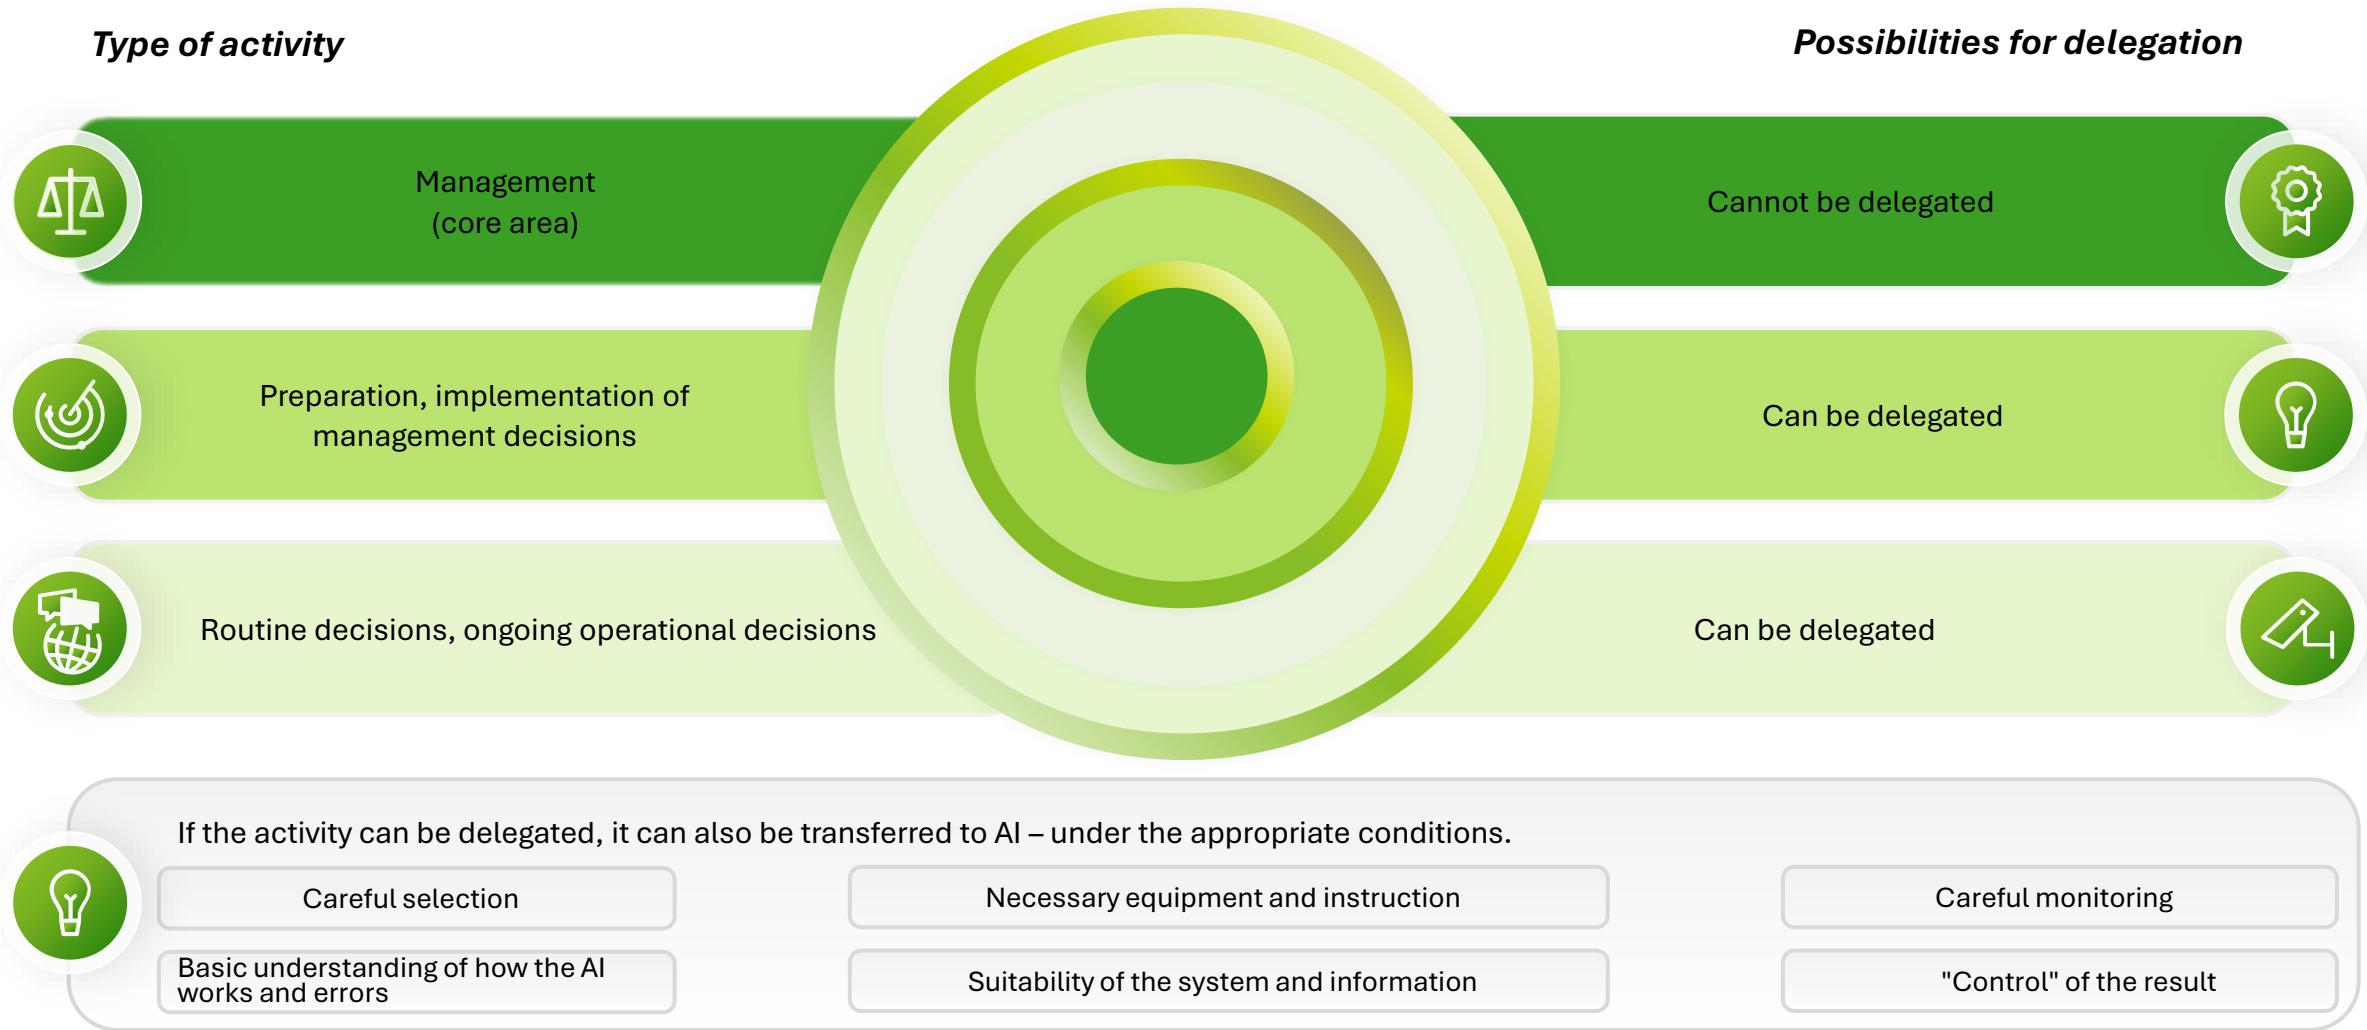 Type of activity
Possibilities for delegation
Management
(core area)
Cannot be delegated
Preparation, implementation of
management decisions
Can be delegated
Routine decisions, ongoing operational decisions
Can be delegated
If the activity can be delegated, it can also be transferred to AI – under the appropriate conditions.
Careful selection
Necessary equipment and instruction
Careful monitoring
Basic understanding of how the AI
works and errors
Suitability of the system and information
"Control" of the result